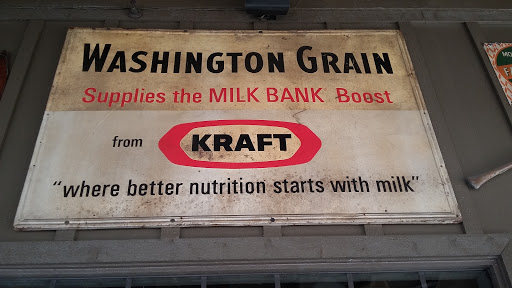 WASHINGTON GRAIN
Supplies the MILK BANK Boost
from KRAFT
"where better nutrition starts with milk"